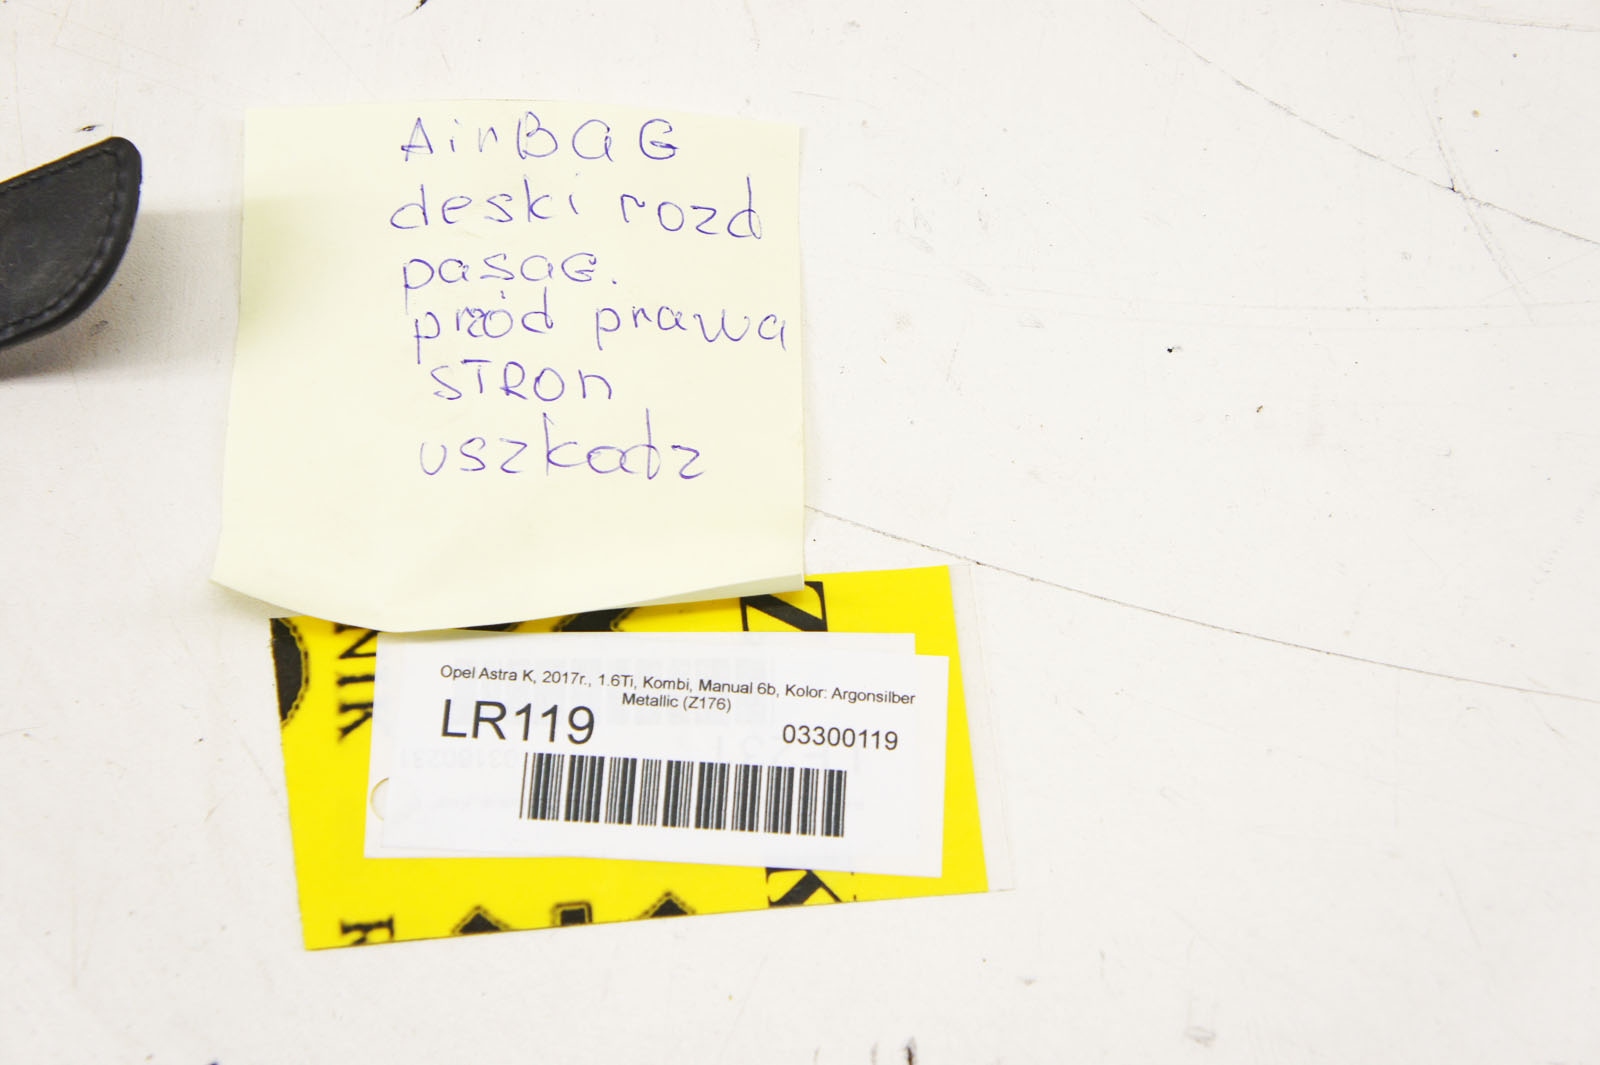 AirBAG
deski rozd
pasaG.
przód prawa
STRON
uszkodz
Z
NIK
Opel Astra K, 2017r., 1.6Ti, Kombi, Manual 6b, Kolor: Argonsilber
Metallic (Z176)
LR119
03300119
K